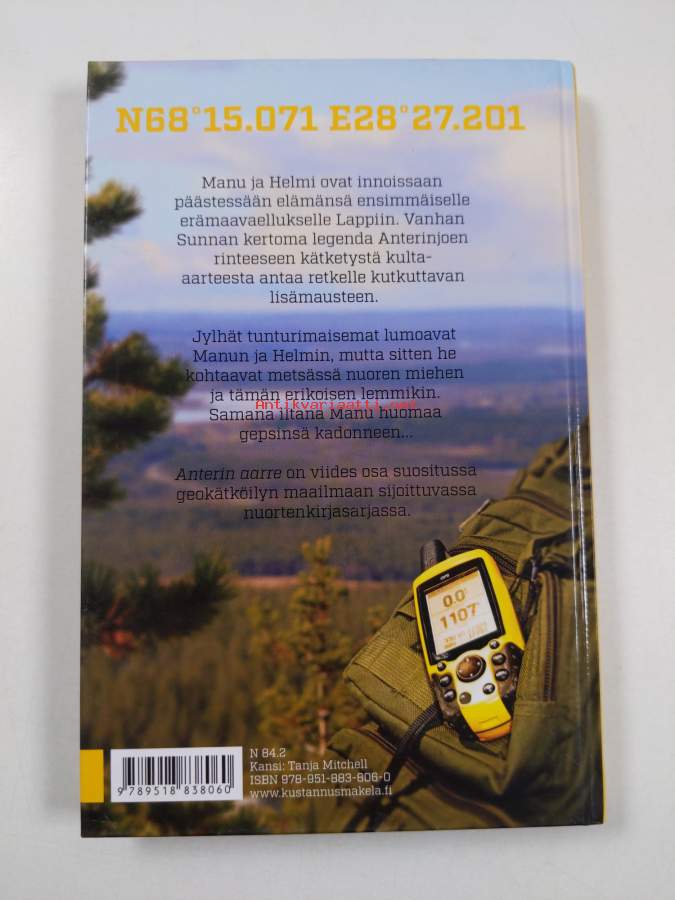 N68°15.071 E28°27.201
Manu ja Helmi ovat innoissaan
päästessään elämänsä ensimmäiselle
erämaavaellukselle Lappiin. Vanhan
Sunnan kertoma legenda Anterinjoen
rinteeseen kätketystä kulta-
aarteesta antaa retkelle kutkuttavan
lisämausteen.
Jylhät tunturimaisemat lumoavat
Manun ja Helmin, mutta sitten he
kohtaavat metsässä nuoren miehen
ja tämän erikoisen lemmikin.
Antikvariaatti.net
Samana iltana Manu huomaa
gepsinsä kadonneen...
Anterin aarre on viides osa suositussa
geokätköilyn maailmaan sijoittuvassa
nuortenkirjasarjassa.
0.0
1107
N 84.2
Kansi: Tanja Mitchell
ISBN 978-951-883-806-0
www.kustannusmakela.fi
9 789518 838060